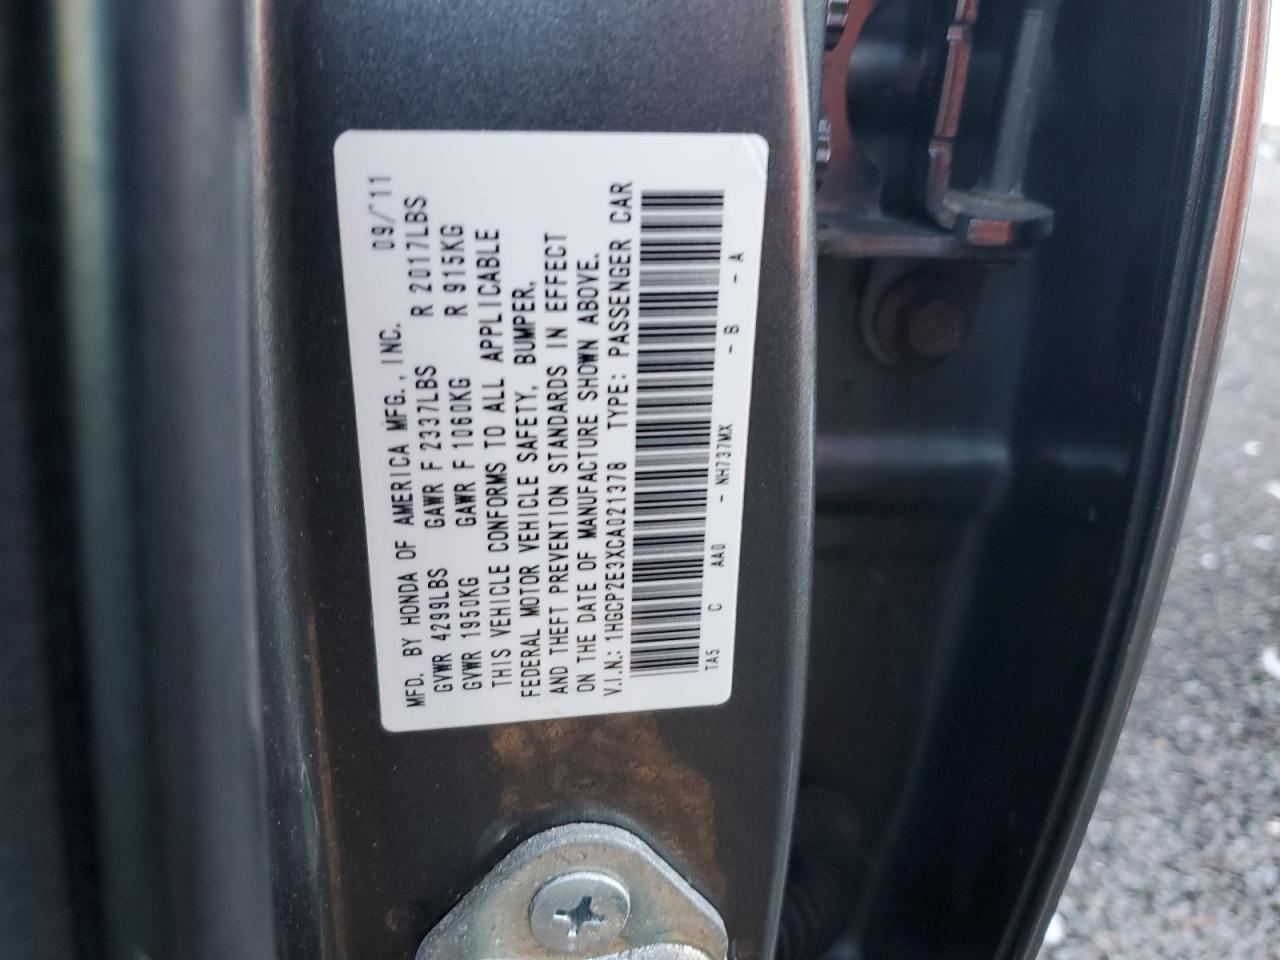 MFD. BY HONDA OF AMERICA MFG., INC. 09/'11
GVWR 4299LBS GAWR F 2337LBS R 2017LBS
GVWR 1950KG GAWR F 1060KG R 915KG
THIS VEHICLE CONFORMS TO ALL APPLICABLE
FEDERAL MOTOR VEHICLE SAFETY, BUMPER,
AND THEFT PREVENTION STANDARDS IN EFFECT
ON THE DATE OF MANUFACTURE SHOWN ABOVE.
V.I.N.: 1HGCP2E3XCA021378 TYPE: PASSENGER CAR
TA5 C AA0 - NH737MX - B - A